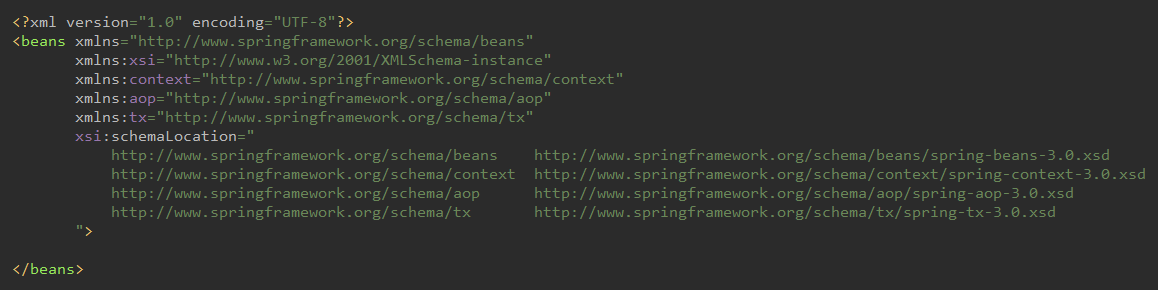 <?xml version="1.0" encoding="UTF-8"?>
<beans xmlns="http://www.springframework.org/schema/beans"
       xmlns:xsi="http://www.w3.org/2001/XMLSchema-instance"
       xmlns:context="http://www.springframework.org/schema/context"
       xmlns:aop="http://www.springframework.org/schema/aop"
       xmlns:tx="http://www.springframework.org/schema/tx"
       xsi:schemaLocation="
           http://www.springframework.org/schema/beans    http://www.springframework.org/schema/beans/spring-beans-3.0.xsd
           http://www.springframework.org/schema/context  http://www.springframework.org/schema/context/spring-context-3.0.xsd
           http://www.springframework.org/schema/aop      http://www.springframework.org/schema/aop/spring-aop-3.0.xsd
           http://www.springframework.org/schema/tx       http://www.springframework.org/schema/tx/spring-tx-3.0.xsd
       ">
</beans>